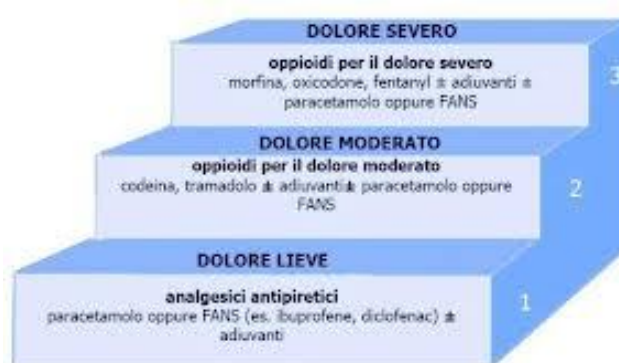 DOLORE SEVERO
oppioidi per il dolore severo
morfina, oxicodone, fentanyl ± adiuvanti ±
paracetamolo oppure FANS
3
DOLORE MODERATO
oppioidi per il dolore moderato
codeina, tramadolo ± adiuvanti± paracetamolo oppure
FANS
2
DOLORE LIEVE
analgesici antipiretici
paracetamolo oppure FANS (es. ibuprofene, diclofenac) ±
adiuvanti
1